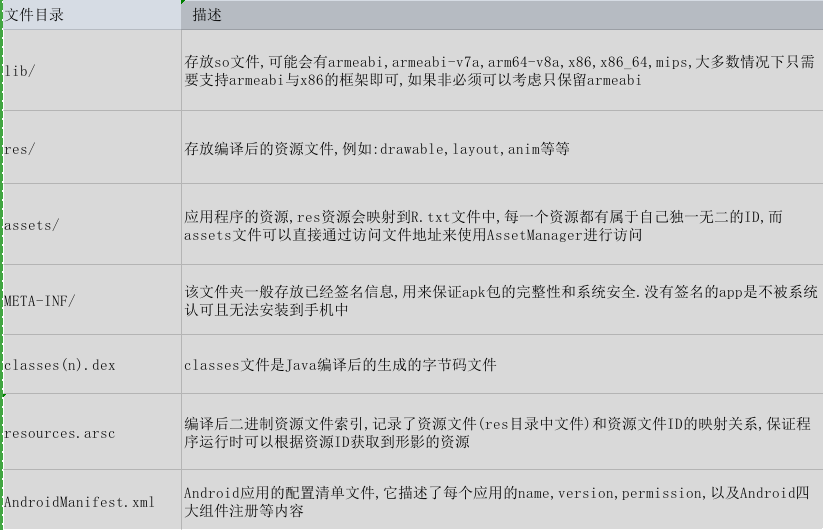 文件目录 描述
lib/
存放so文件,可能会有armeabi,armeabi-v7a,arm64-v8a,x86,x86_64,mips,大多数情况下只需
要支持armeabi与x86的框架即可,如果非必须可以考虑只保留armeabi
res/
存放编译后的资源文件,例如:drawable,layout,anim等等
assets/
应用程序的资源,res资源会映射到R.txt文件中,每一个资源都有属于自己独一无二的ID,而
assets文件可以直接通过访问文件地址来使用AssetManager进行访问
META-INF/
该文件夹一般存放已经签名信息,用来保证apk包的完整性和系统安全.没有签名的app是不被系统
认可且无法安装到手机中
classes(n).dex
classes文件是Java编译后的生成的字节码文件
resources.arsc
编译后二进制资源文件索引,记录了资源文件(res目录中文件)和资源文件ID的映射关系,保证程
序运行时可以根据资源ID获取到形影的资源
AndroidManifest.xml
Android应用的配置清单文件,它描述了每个应用的name,version,permission,以及Android四
大组件注册等内容